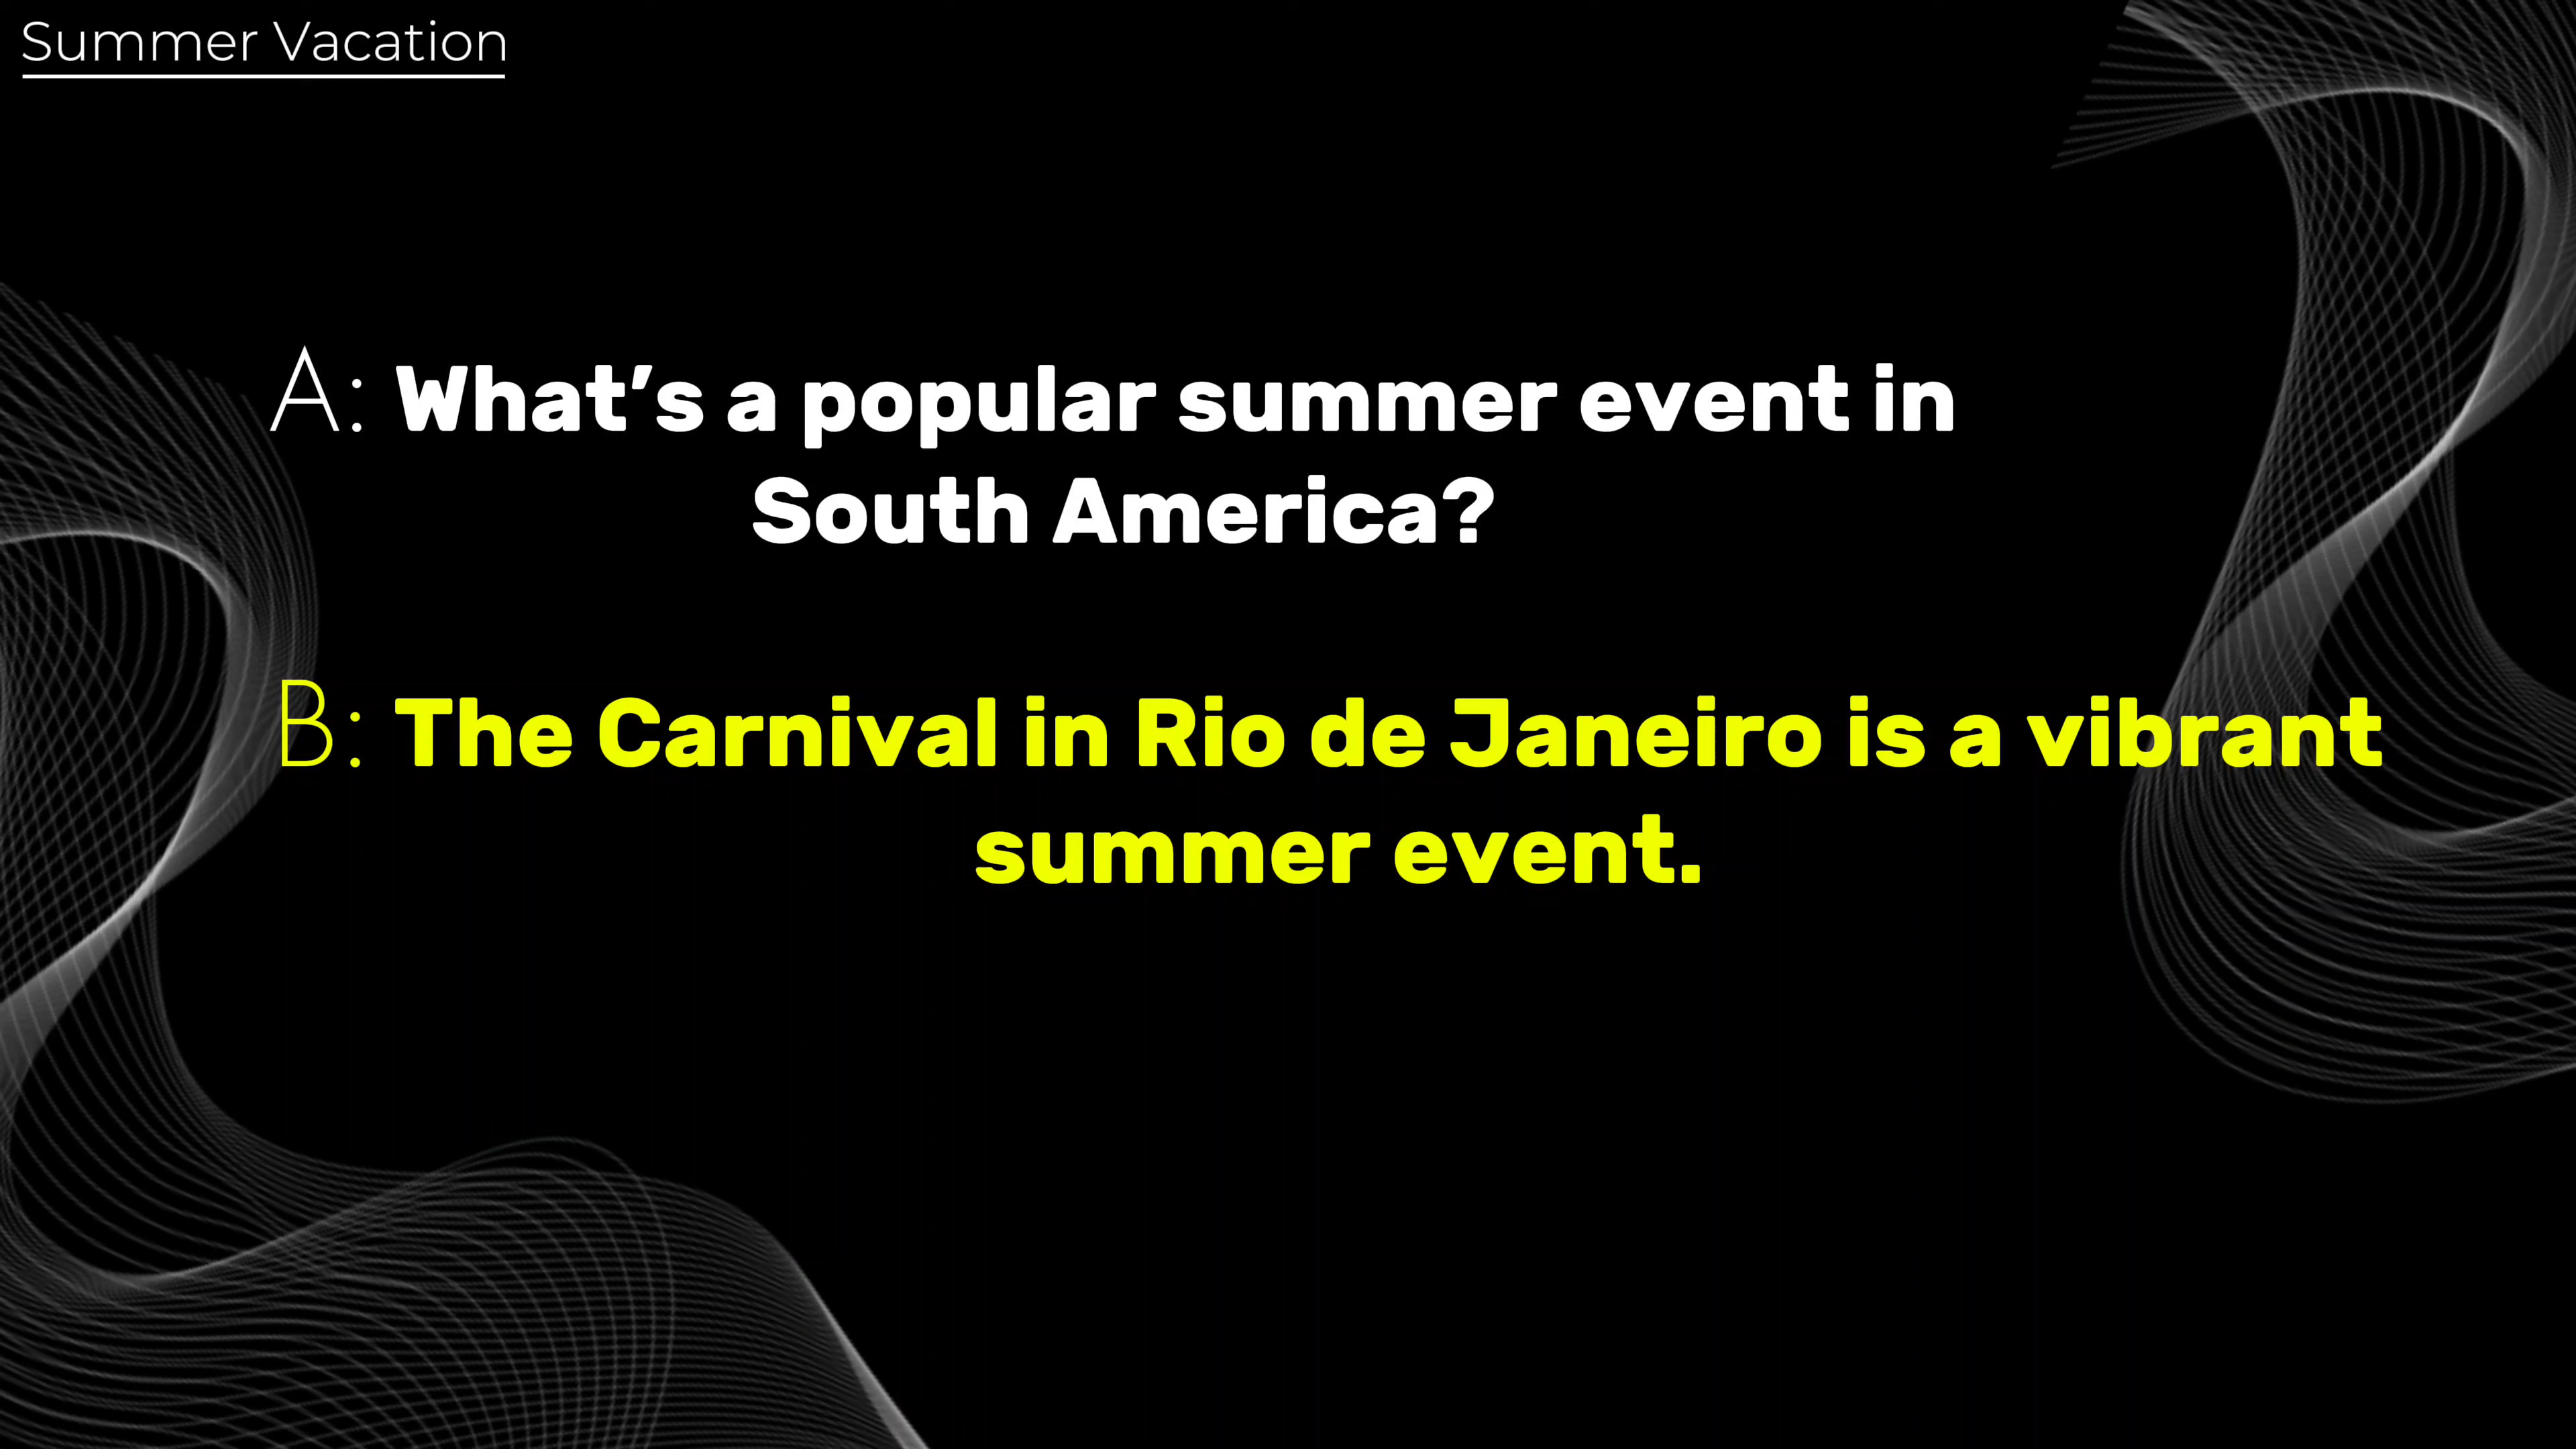 Summer Vacation
A: What’s a popular summer event in
South America?
B: The Carnival in Rio de Janeiro is a vibrant
summer event.